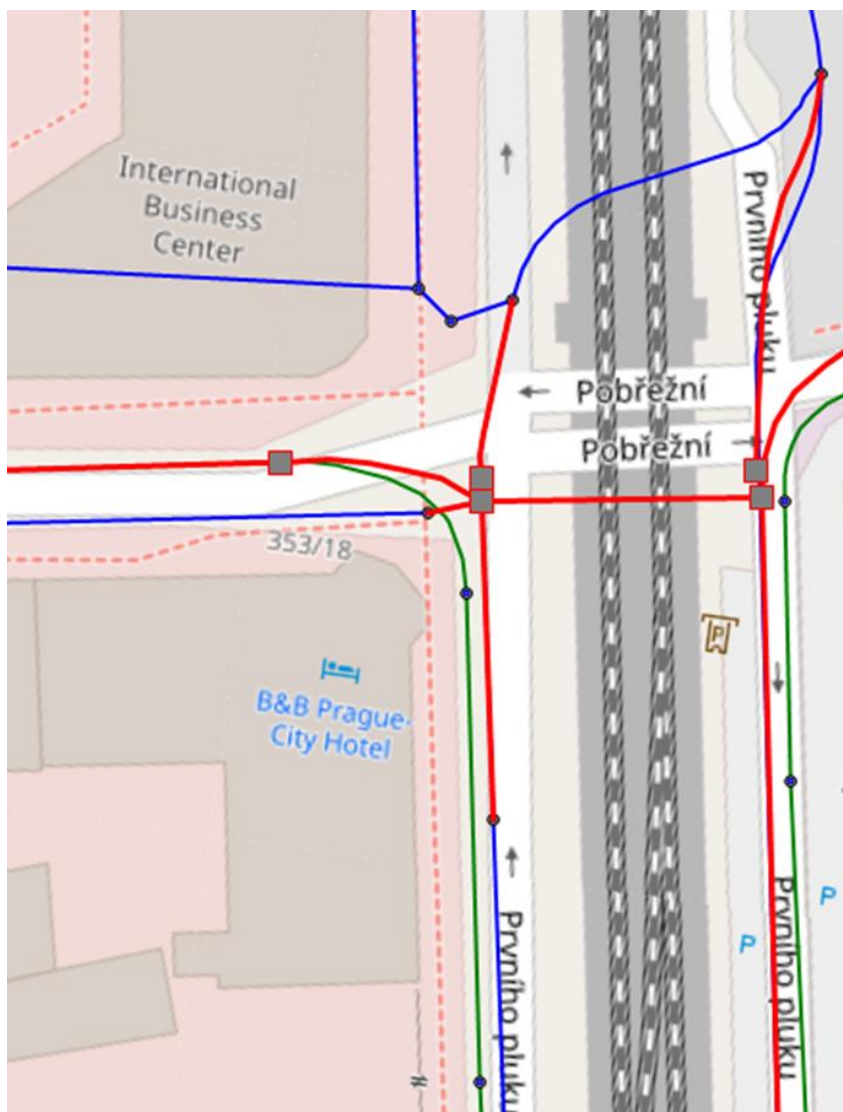 International
Business
Center
Prvního pluku
Pobřežní
Pobřežní
353/18
P
B&B Prague-
City Hotel
P
P
Prvního pluku
Prvního pluku